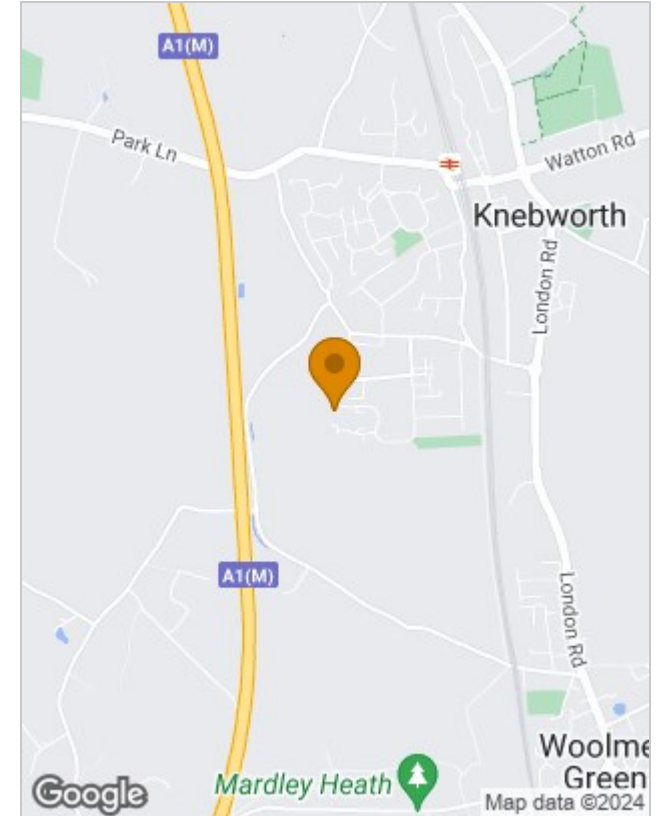 A1(M)
Park Ln
Watton Rd
Knebworth
London Rd
A1(M)
London Rd
Woolme
Green
Mardley Heath
Google
Map data ©2024